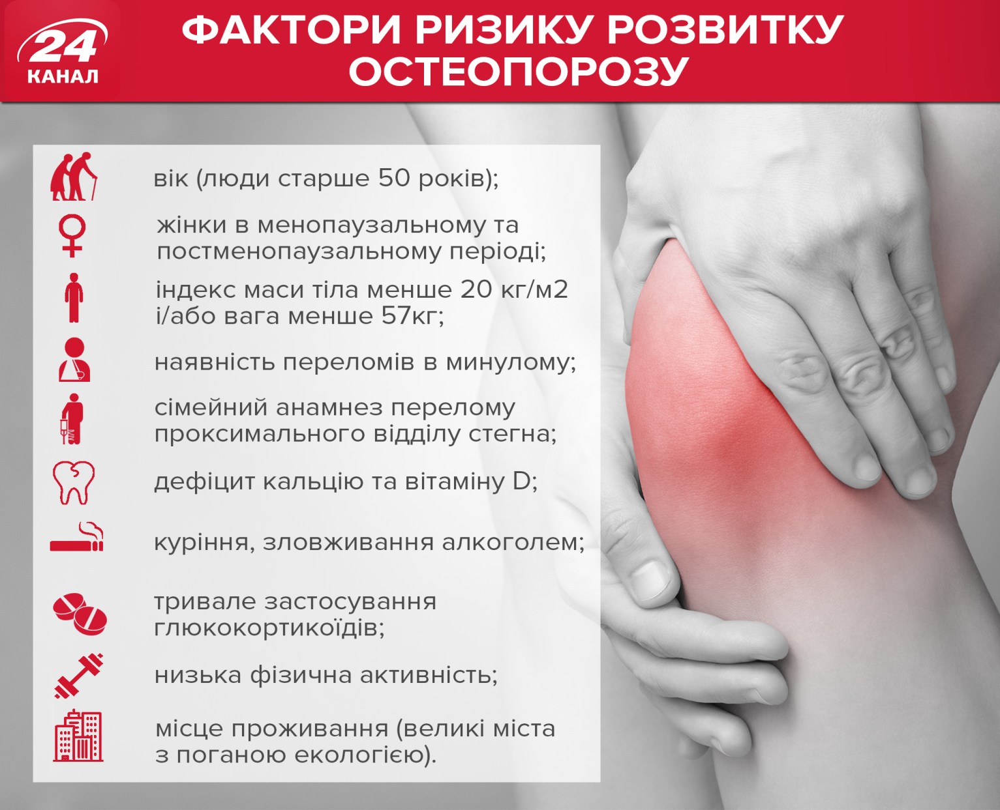 24
КАНАЛ
ФАКТОРИ РИЗИКУ РОЗВИТКУ
ОСТЕОПОРОЗУ
вік (люди старше 50 років);
жінки в менопаузальному та
постменопаузальному періоді;
індекс маси тіла менше 20 кг/м2
і/або вага менше 57кг;
наявність переломів в минулому;
сімейний анамнез перелому
проксимального відділу стегна;
дефіцит кальцію та вітаміну D;
куріння, зловживання алкоголем;
тривале застосування
глюкокортикоїдів;
низька фізична активність;
місце проживання (великі міста
з поганою екологією).